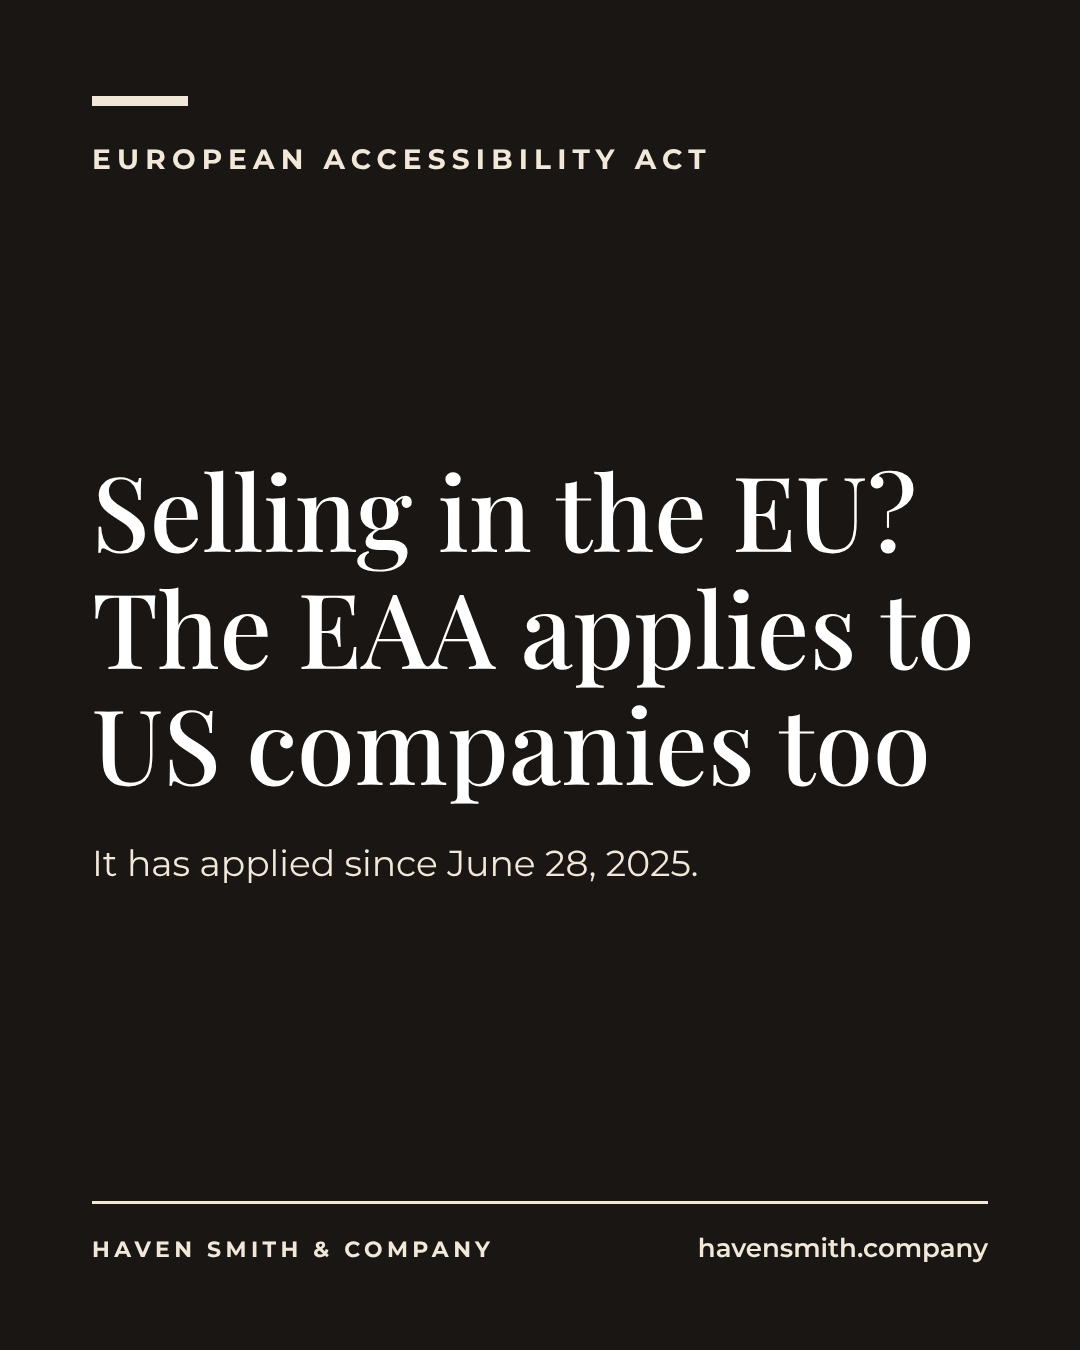 EUROPEAN ACCESSIBILITY ACT
Selling in the EU?
The EAA applies to
US companies too
It has applied since June 28, 2025.
HAVEN SMITH & COMPANY
havensmith.company